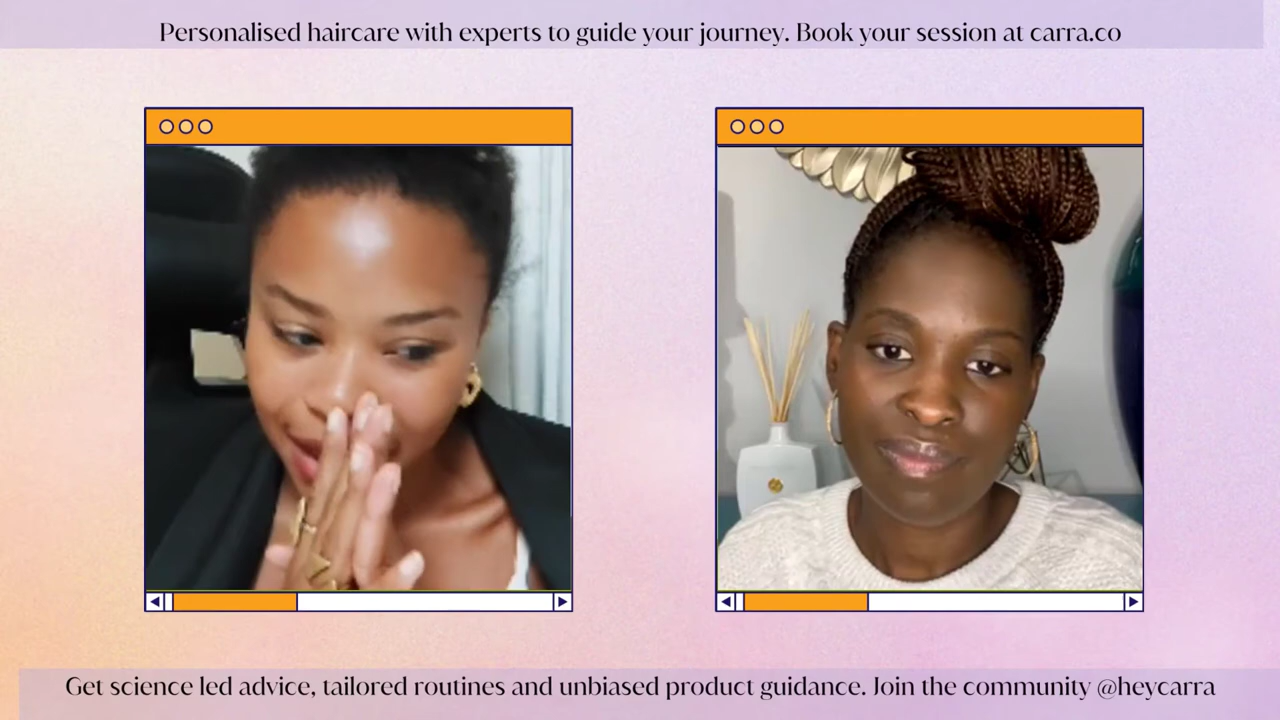 Personalised haircare with experts to guide your journey. Book your session at carra.co
Get science led advice, tailored routines and unbiased product guidance. Join the community @heycarra